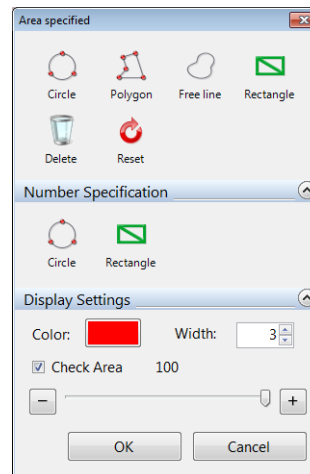 Area specified
Circle Polygon Free line Rectangle
Delete Reset
Number Specification
Circle Rectangle
Display Settings
Color: Width: 3
Check Area 100
− +
OK Cancel